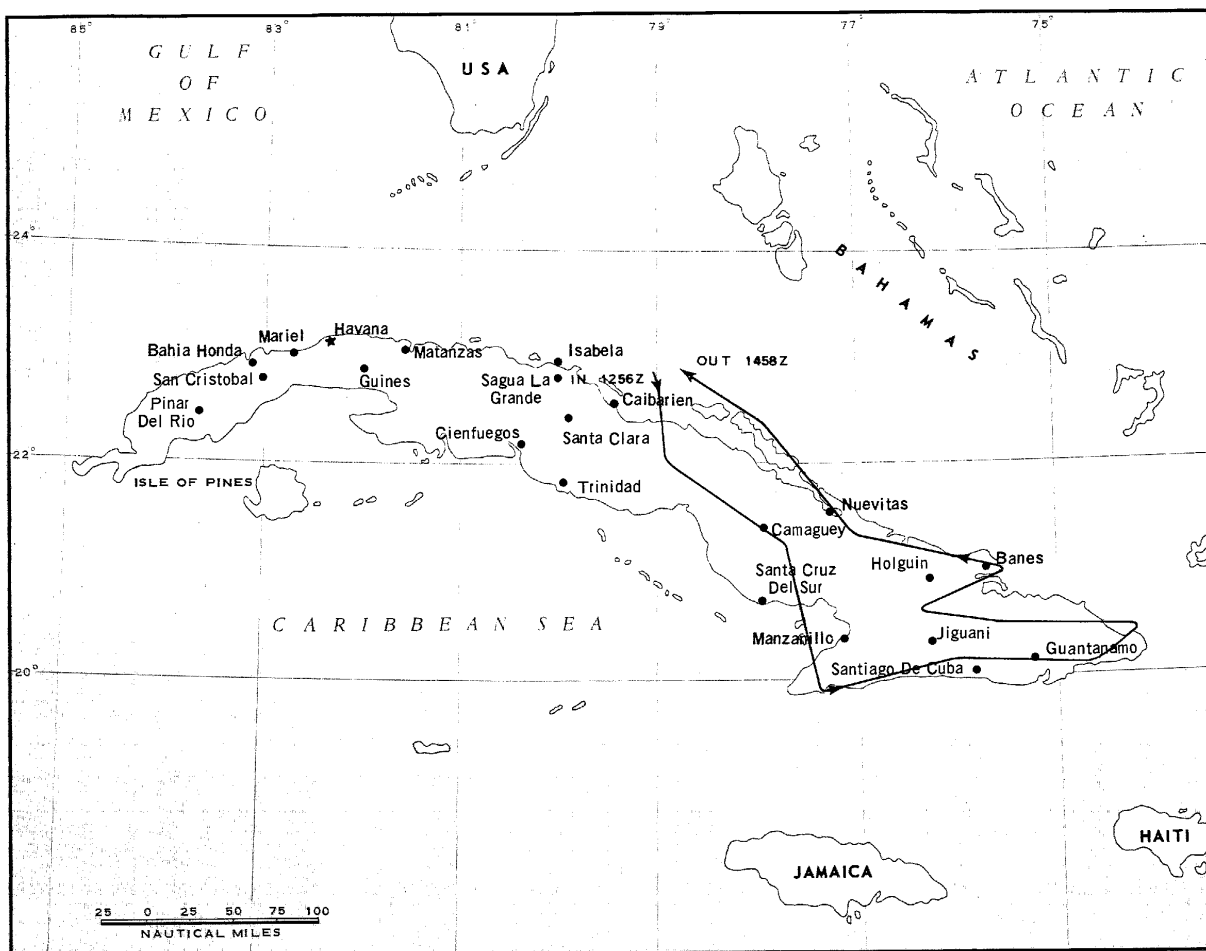 85°
83°
81°
79°
77°
75°
GULF
OF
MEXICO
USA
ATLANTIC
OCEAN
24°
BAHAMAS
Mariel
Havana
Bahia Honda
Matanzas
Isabela
OUT 1458Z
San Cristobal
Guines
Sagua La
Grande
IN 1256Z
Caibarien
Pinar
Del Rio
Cienfuegos
Santa Clara
22°
ISLE OF PINES
Trinidad
Nuevitas
Camaguey
Holguin
Banes
Santa Cruz
Del Sur
CARIBBEAN SEA
Manzanillo
Jiguani
Guantanamo
20°
Santiago De Cuba
HAITI
JAMAICA
25 0 25 50 75 100
NAUTICAL MILES